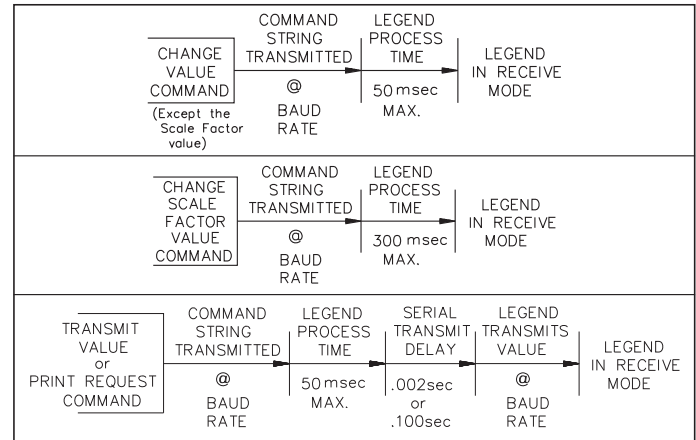 CHANGE
VALUE
COMMAND
(Except the
Scale Factor
value)
COMMAND
STRING
TRANSMITTED
@
BAUD
RATE
LEGEND
PROCESS
TIME
50 msec
MAX.
LEGEND
IN RECEIVE
MODE
CHANGE
SCALE
FACTOR
VALUE
COMMAND
COMMAND
STRING
TRANSMITTED
@
BAUD
RATE
LEGEND
PROCESS
TIME
300 msec
MAX.
LEGEND
IN RECEIVE
MODE
TRANSMIT
VALUE
or
PRINT REQUEST
COMMAND
COMMAND
STRING
TRANSMITTED
@
BAUD
RATE
LEGEND
PROCESS
TIME
50 msec
MAX.
SERIAL
TRANSMIT
DELAY
.002sec
or
.100sec
LEGEND
TRANSMITS
VALUE
@
BAUD
RATE
LEGEND
IN RECEIVE
MODE